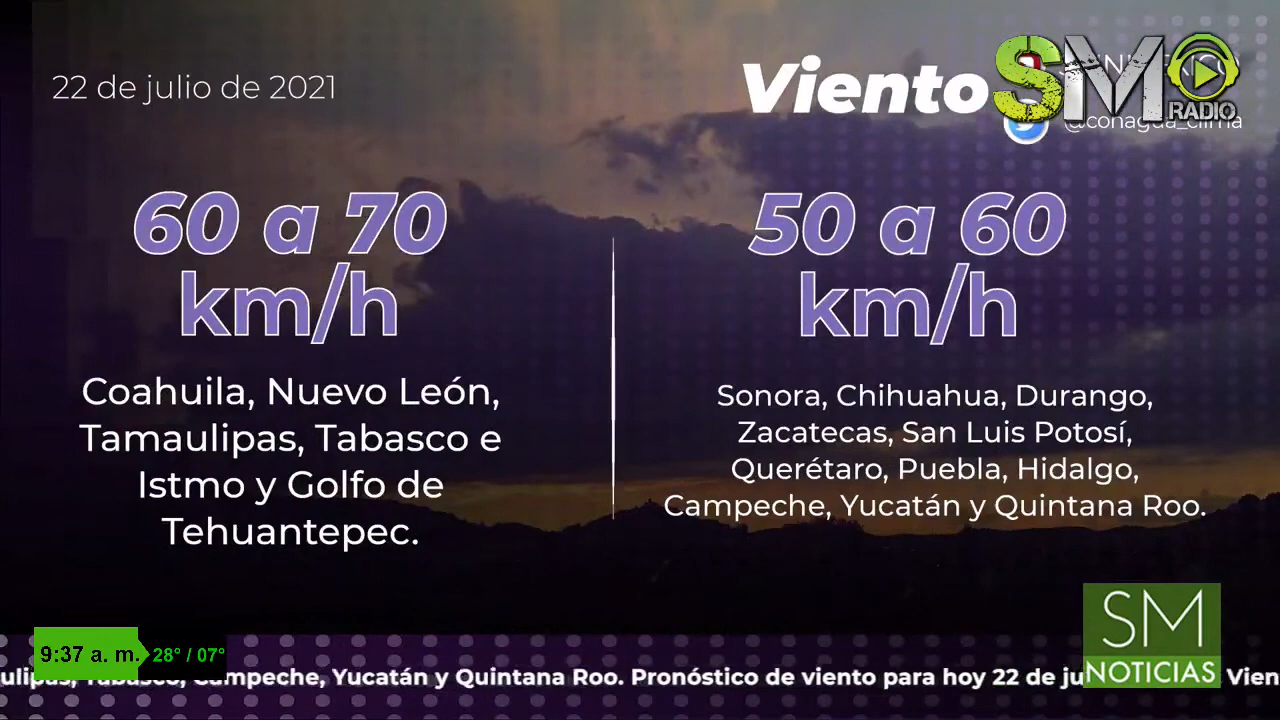 22 de julio de 2021
Viento
SM
RADIO
@conagua_clima
60 a 70
km/h
Coahuila, Nuevo León,
Tamaulipas, Tabasco e
Istmo y Golfo de
Tehuantepec.
50 a 60
km/h
Sonora, Chihuahua, Durango,
Zacatecas, San Luis Potosí,
Querétaro, Puebla, Hidalgo,
Campeche, Yucatán y Quintana Roo.
SM
NOTICIAS
9:37 a. m.
28° / 07°
Tabasco, Campeche, Yucatán y Quintana Roo. Pronóstico de viento para hoy 22 de